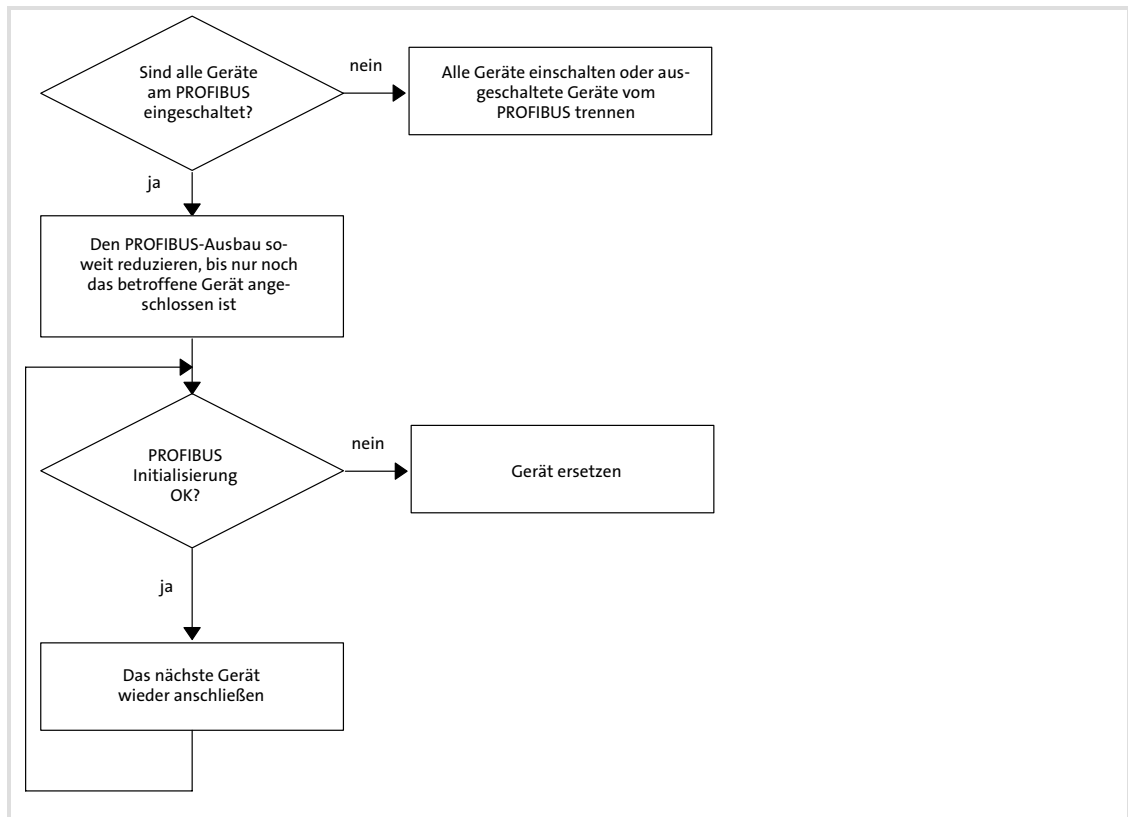 Sind alle Geräte
am PROFIBUS
eingeschaltet?
nein
Alle Geräte einschalten oder aus-
geschaltete Geräte vom
PROFIBUS trennen
ja
Den PROFIBUS-Ausbau so-
weit reduzieren, bis nur noch
das betroffene Gerät ange-
schlossen ist
PROFIBUS
Initialisierung
OK?
nein
Gerät ersetzen
ja
Das nächste Gerät
wieder anschließen